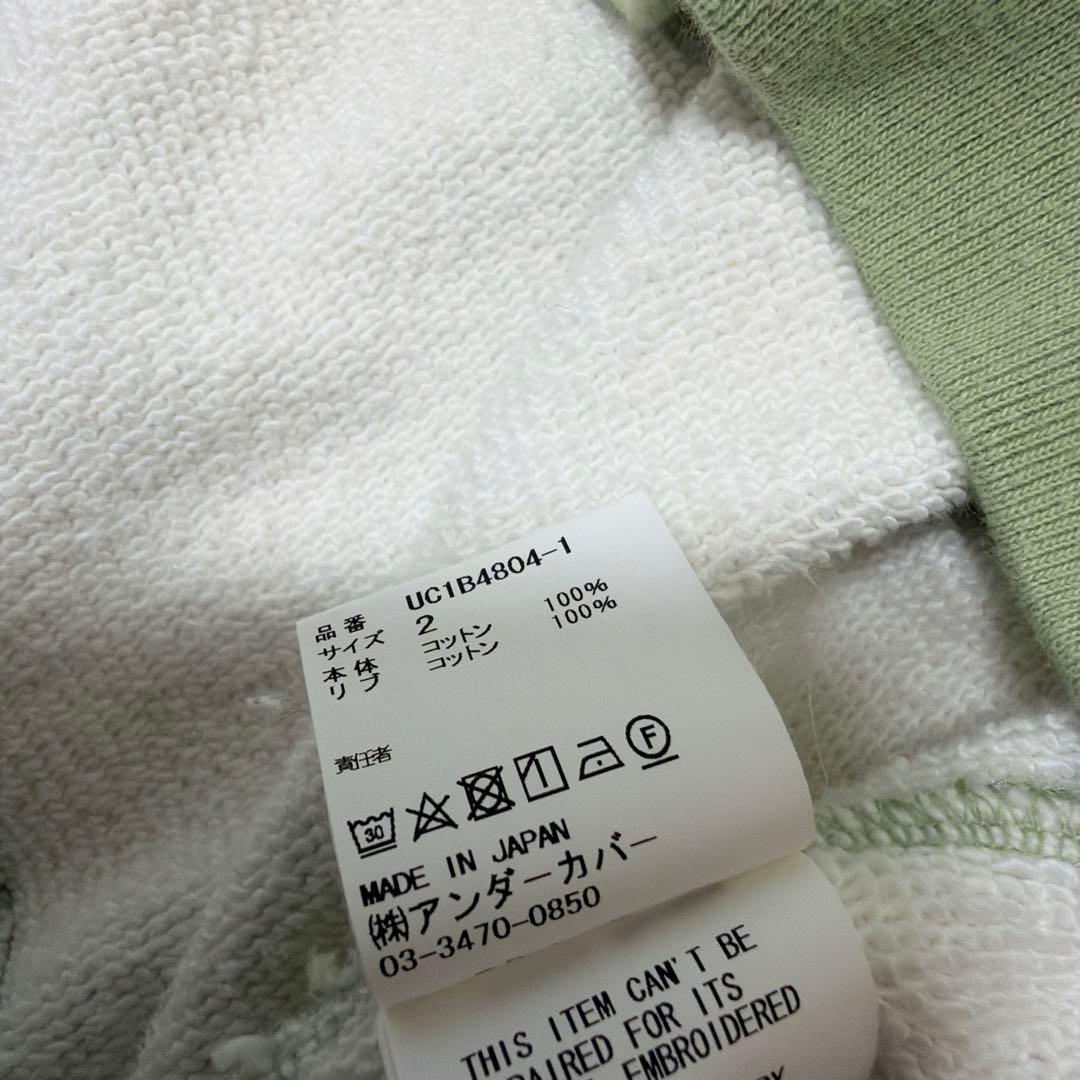 品番 UC1B4804-1
サイズ 2
本体 コットン 100%
リブ コットン 100%
責任者
30 F
MADE IN JAPAN
㈱アンダーカバー
03-3470-0850
THIS ITEM CAN'T BE
FOR ITS
EMBROIDERED